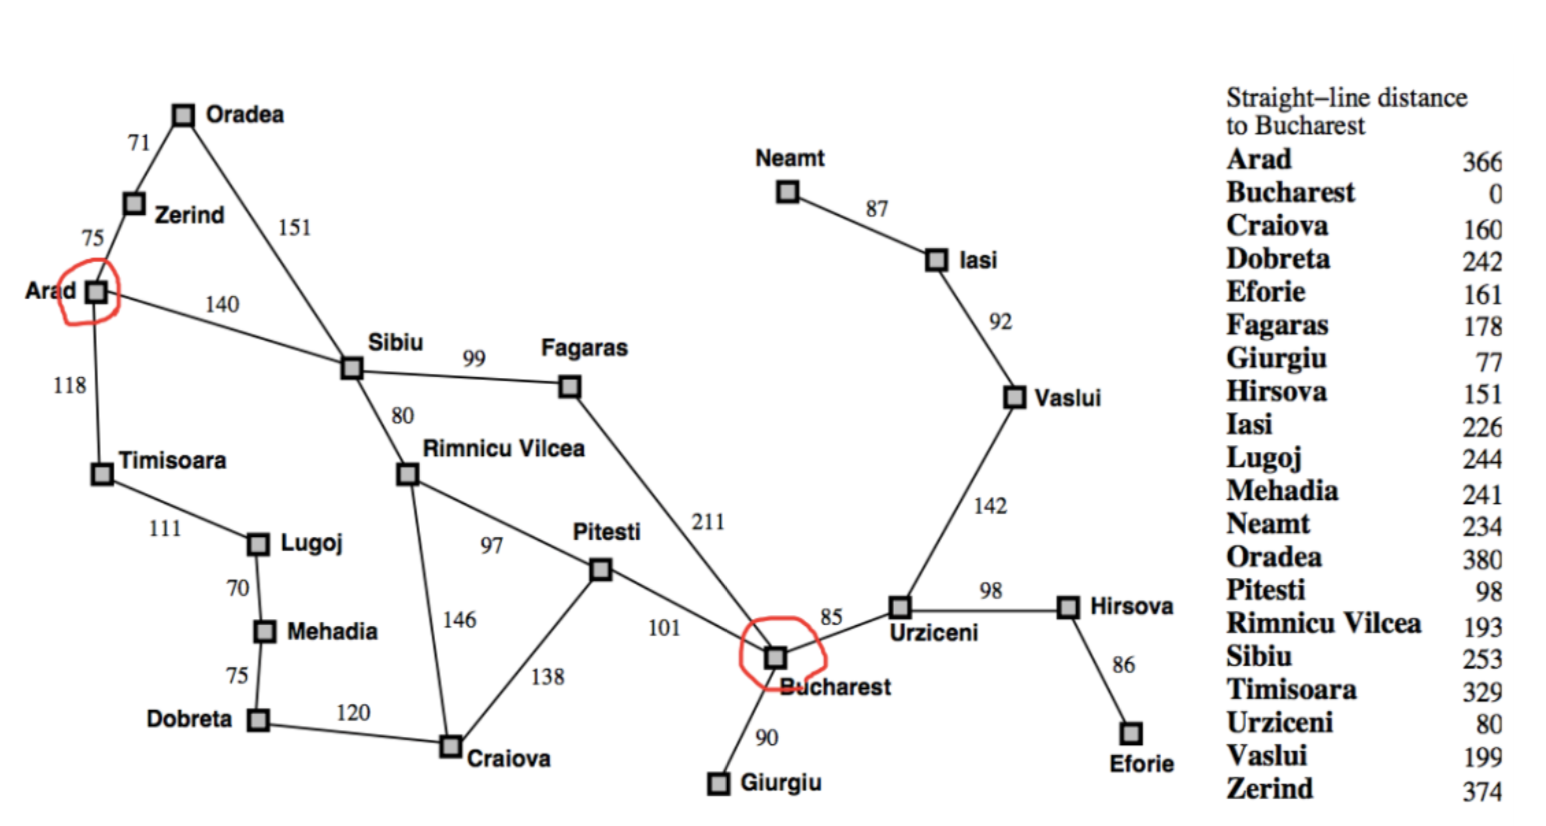 Oradea
71
Neamt
Zerind
87
151
75
Iasi
Arad
140
92
Sibiu
Fagaras
99
118
80
Vaslui
Rimnicu Vilcea
Timisoara
142
111
Pitesti
211
Lugoj
97
70
98
Hirsova
146
101
85
Mehadia
Urziceni
86
75
138
Bucharest
Dobreta
120
90
Craiova
Eforie
Giurgiu
Straight–line distance
to Bucharest
Arad 366
Bucharest 0
Craiova 160
Dobreta 242
Eforie 161
Fagaras 178
Giurgiu 77
Hirsova 151
Iasi 226
Lugoj 244
Mehadia 241
Neamt 234
Oradea 380
Pitesti 98
Rimnicu Vilcea 193
Sibiu 253
Timisoara 329
Urziceni 80
Vaslui 199
Zerind 374